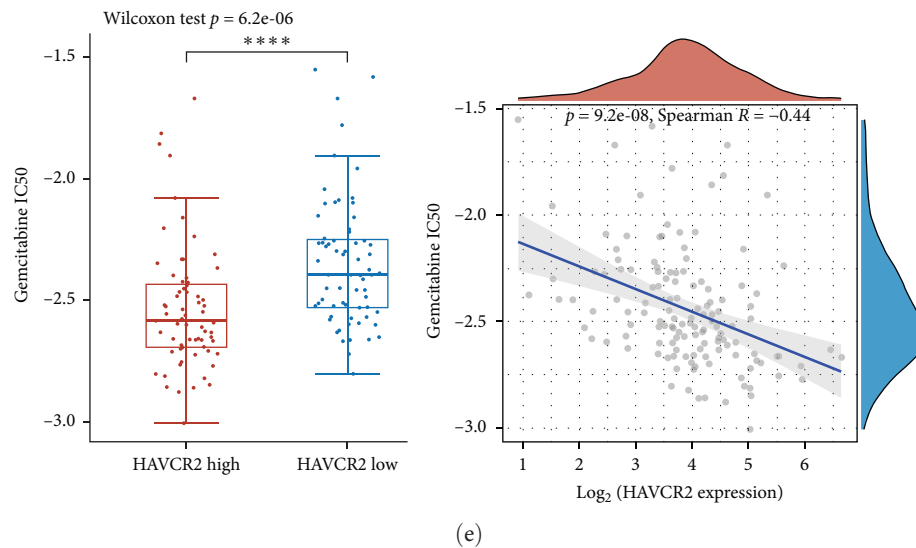 Wilcoxon test p = 6.2e-06
****
Gemcitabine IC50
−1.5
−2.0
−2.5
−3.0
HAVCR2 high
HAVCR2 low
p = 9.2e-08, Spearman R = −0.44
Gemcitabine IC50
−1.5
−2.0
−2.5
−3.0
1 2 3 4 5 6
Log₂ (HAVCR2 expression)
(e)